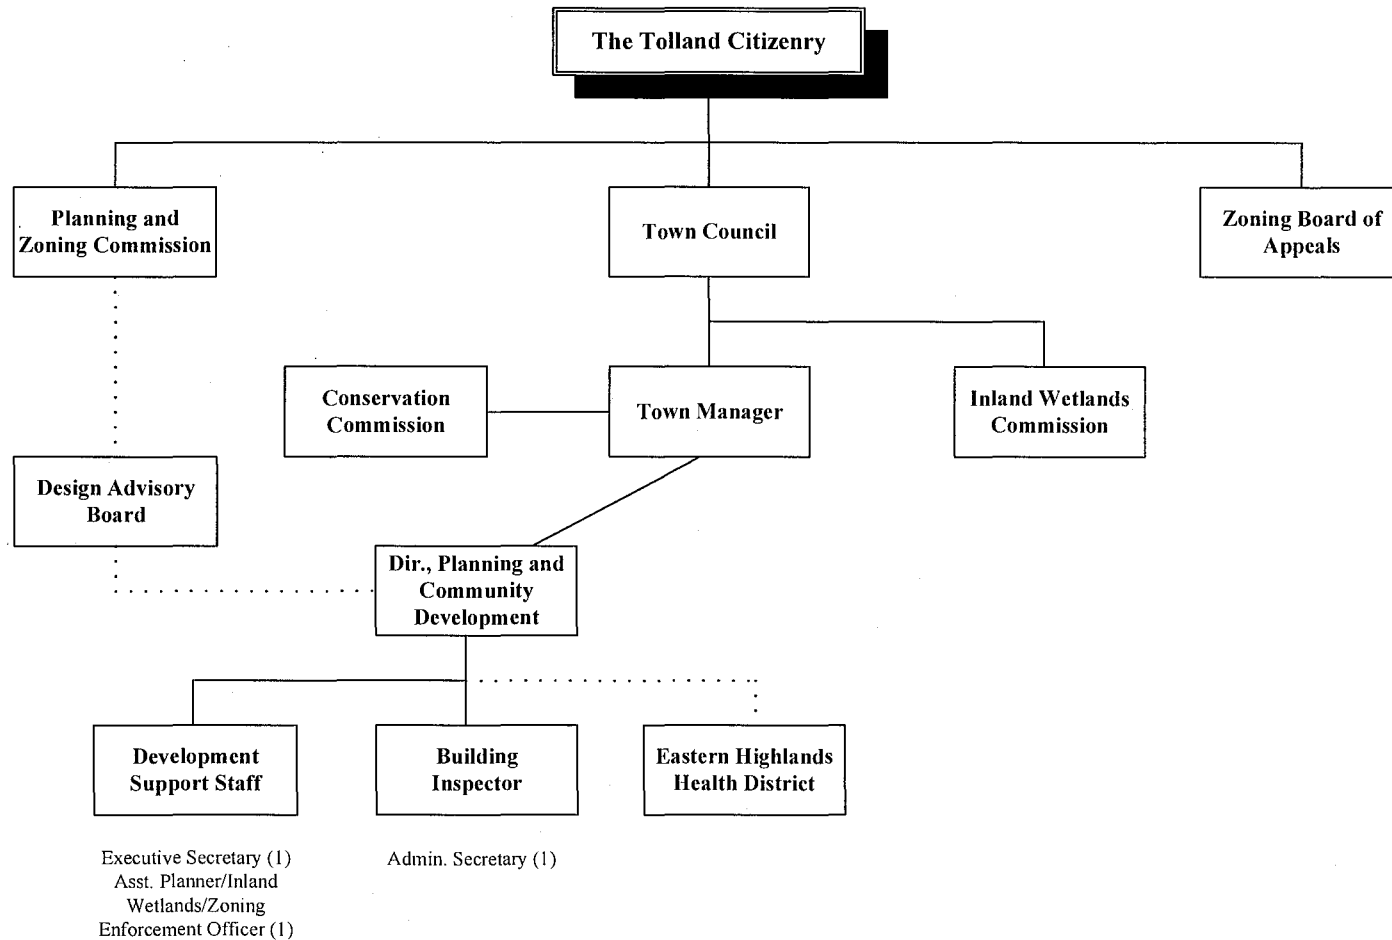 The Tolland Citizenry
Planning and
Zoning Commission
Town Council
Zoning Board of
Appeals
Conservation
Commission
Town Manager
Inland Wetlands
Commission
Design Advisory
Board
Dir., Planning and
Community
Development
Development
Support Staff
Building
Inspector
Eastern Highlands
Health District
Executive Secretary (1)
Asst. Planner/Inland
Wetlands/Zoning
Enforcement Officer (1)
Admin. Secretary (1)